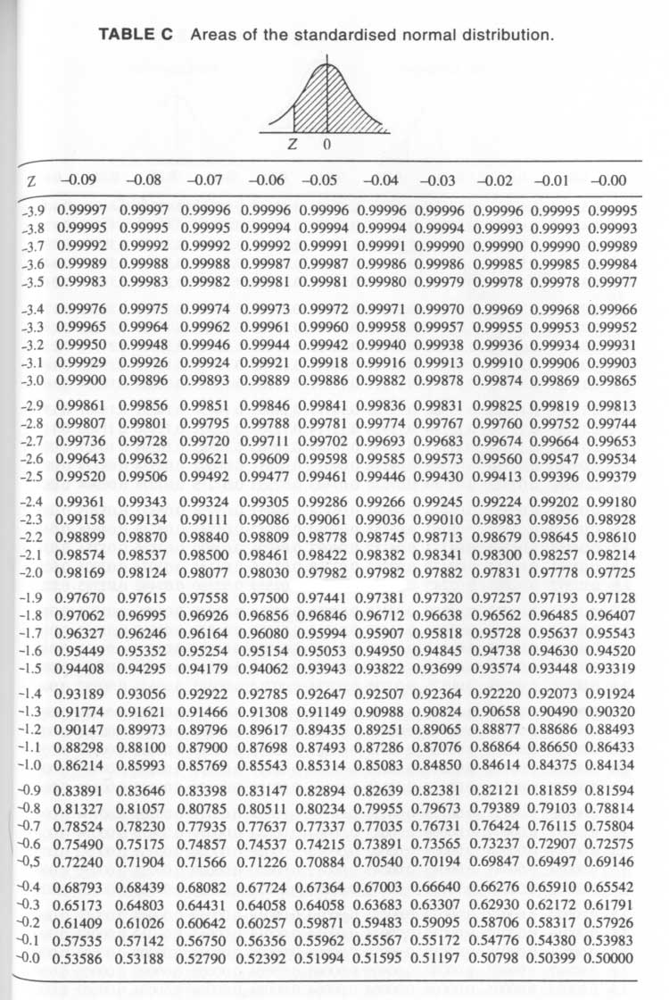 TABLE C Areas of the standardised normal distribution.
Z 0
Z –0.09 –0.08 –0.07 –0.06 –0.05 –0.04 –0.03 –0.02 –0.01 –0.00
–3.9 0.99997 0.99997 0.99996 0.99996 0.99996 0.99996 0.99996 0.99996 0.99995 0.99995
–3.8 0.99995 0.99995 0.99995 0.99994 0.99994 0.99994 0.99994 0.99993 0.99993 0.99993
–3.7 0.99992 0.99992 0.99992 0.99992 0.99991 0.99991 0.99990 0.99990 0.99990 0.99989
–3.6 0.99989 0.99988 0.99988 0.99987 0.99987 0.99986 0.99986 0.99985 0.99985 0.99984
–3.5 0.99983 0.99983 0.99982 0.99981 0.99981 0.99980 0.99979 0.99978 0.99978 0.99977
–3.4 0.99976 0.99975 0.99974 0.99973 0.99972 0.99971 0.99970 0.99969 0.99968 0.99966
–3.3 0.99965 0.99964 0.99962 0.99961 0.99960 0.99958 0.99957 0.99955 0.99953 0.99952
–3.2 0.99950 0.99948 0.99946 0.99944 0.99942 0.99940 0.99938 0.99936 0.99934 0.99931
–3.1 0.99929 0.99926 0.99924 0.99921 0.99918 0.99916 0.99913 0.99910 0.99906 0.99903
–3.0 0.99900 0.99896 0.99893 0.99889 0.99886 0.99882 0.99878 0.99874 0.99869 0.99865
–2.9 0.99861 0.99856 0.99851 0.99846 0.99841 0.99836 0.99831 0.99825 0.99819 0.99813
–2.8 0.99807 0.99801 0.99795 0.99788 0.99781 0.99774 0.99767 0.99760 0.99752 0.99744
–2.7 0.99736 0.99728 0.99720 0.99711 0.99702 0.99693 0.99683 0.99674 0.99664 0.99653
–2.6 0.99643 0.99632 0.99621 0.99609 0.99598 0.99585 0.99573 0.99560 0.99547 0.99534
–2.5 0.99520 0.99506 0.99492 0.99477 0.99461 0.99446 0.99430 0.99413 0.99396 0.99379
–2.4 0.99361 0.99343 0.99324 0.99305 0.99286 0.99266 0.99245 0.99224 0.99202 0.99180
–2.3 0.99158 0.99134 0.99111 0.99086 0.99061 0.99036 0.99010 0.98983 0.98956 0.98928
–2.2 0.98899 0.98870 0.98840 0.98809 0.98778 0.98745 0.98713 0.98679 0.98645 0.98610
–2.1 0.98574 0.98537 0.98500 0.98461 0.98422 0.98382 0.98341 0.98300 0.98257 0.98214
–2.0 0.98169 0.98124 0.98077 0.98030 0.97982 0.97982 0.97882 0.97831 0.97778 0.97725
–1.9 0.97670 0.97615 0.97558 0.97500 0.97441 0.97381 0.97320 0.97257 0.97193 0.97128
–1.8 0.97062 0.96995 0.96926 0.96856 0.96846 0.96712 0.96638 0.96562 0.96485 0.96407
–1.7 0.96327 0.96246 0.96164 0.96080 0.95994 0.95907 0.95818 0.95728 0.95637 0.95543
–1.6 0.95449 0.95352 0.95254 0.95154 0.95053 0.94950 0.94845 0.94738 0.94630 0.94520
–1.5 0.94408 0.94295 0.94179 0.94062 0.93943 0.93822 0.93699 0.93574 0.93448 0.93319
–1.4 0.93189 0.93056 0.92922 0.92785 0.92647 0.92507 0.92364 0.92220 0.92073 0.91924
–1.3 0.91774 0.91621 0.91466 0.91308 0.91149 0.90988 0.90824 0.90658 0.90490 0.90320
–1.2 0.90147 0.89973 0.89796 0.89617 0.89435 0.89251 0.89065 0.88877 0.88686 0.88493
–1.1 0.88298 0.88100 0.87900 0.87698 0.87493 0.87286 0.87076 0.86864 0.86650 0.86433
–1.0 0.86214 0.85993 0.85769 0.85543 0.85314 0.85083 0.84850 0.84614 0.84375 0.84134
–0.9 0.83891 0.83646 0.83398 0.83147 0.82894 0.82639 0.82381 0.82121 0.81859 0.81594
–0.8 0.81327 0.81057 0.80785 0.80511 0.80234 0.79955 0.79673 0.79389 0.79103 0.78814
–0.7 0.78524 0.78230 0.77935 0.77637 0.77337 0.77035 0.76731 0.76424 0.76115 0.75804
–0.6 0.75490 0.75175 0.74857 0.74537 0.74215 0.73891 0.73565 0.73237 0.72907 0.72575
–0,5 0.72240 0.71904 0.71566 0.71226 0.70884 0.70540 0.70194 0.69847 0.69497 0.69146
–0.4 0.68793 0.68439 0.68082 0.67724 0.67364 0.67003 0.66640 0.66276 0.65910 0.65542
–0.3 0.65173 0.64803 0.64431 0.64058 0.64058 0.63683 0.63307 0.62930 0.62172 0.61791
–0.2 0.61409 0.61026 0.60642 0.60257 0.59871 0.59483 0.59095 0.58706 0.58317 0.57926
–0.1 0.57535 0.57142 0.56750 0.56356 0.55962 0.55567 0.55172 0.54776 0.54380 0.53983
–0.0 0.53586 0.53188 0.52790 0.52392 0.51994 0.51595 0.51197 0.50798 0.50399 0.50000